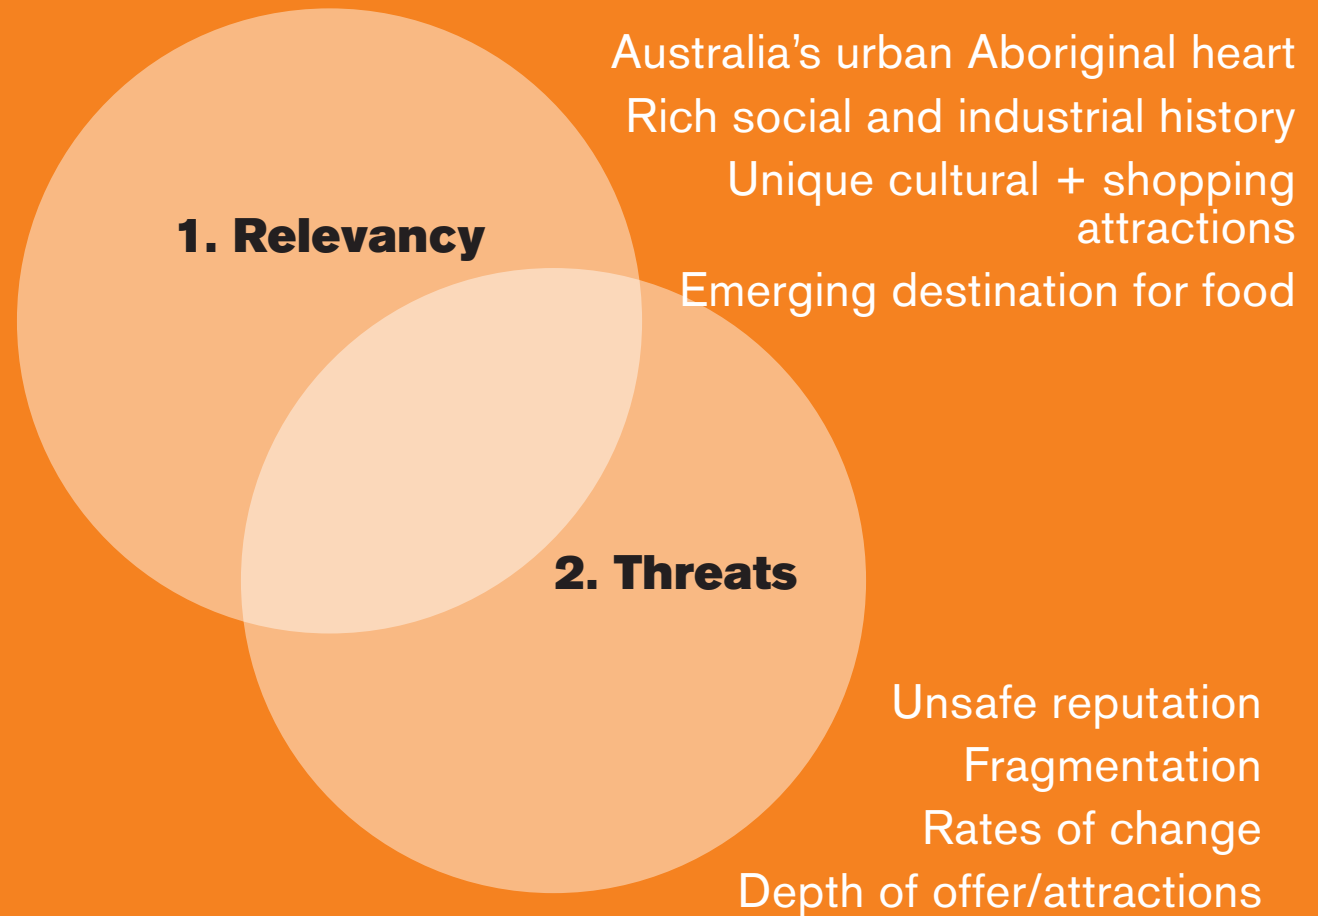 Australia’s urban Aboriginal heart
Rich social and industrial history
Unique cultural + shopping
attractions
Emerging destination for food
1. Relevancy
2. Threats
Unsafe reputation
Fragmentation
Rates of change
Depth of offer/attractions